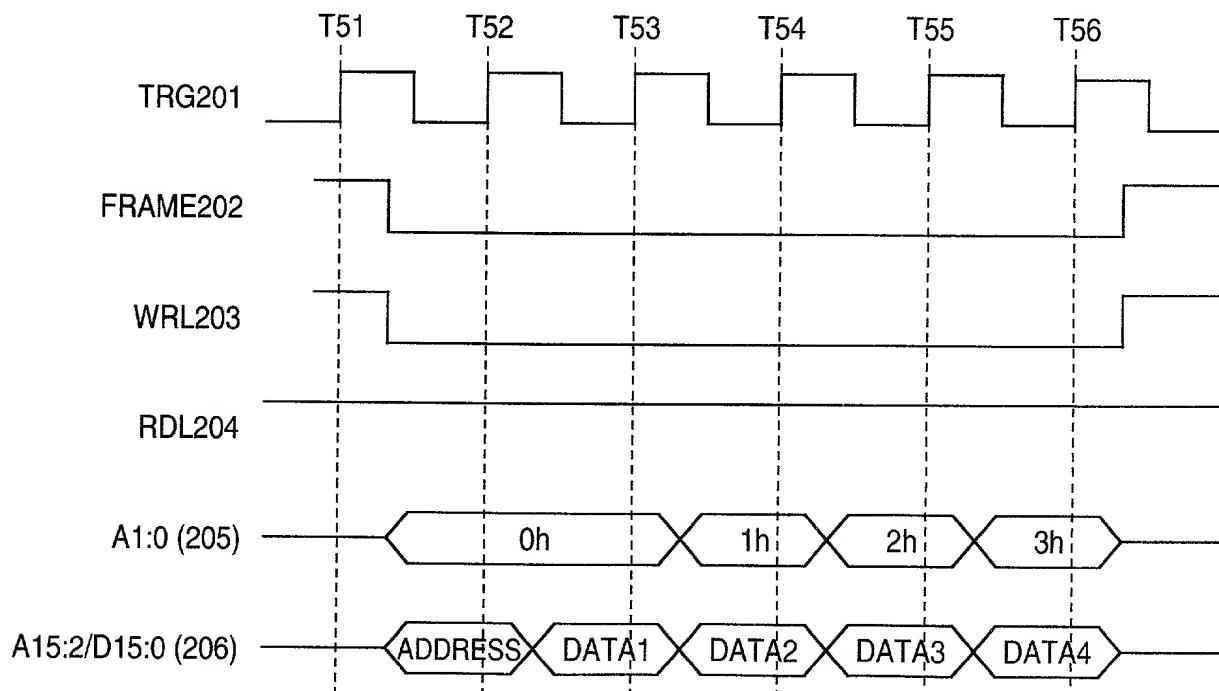 T51 T52 T53 T54 T55 T56
TRG201
FRAME202
WRL203
RDL204
A1:0 (205) 0h 1h 2h 3h
A15:2/D15:0 (206) ADDRESS DATA1 DATA2 DATA3 DATA4